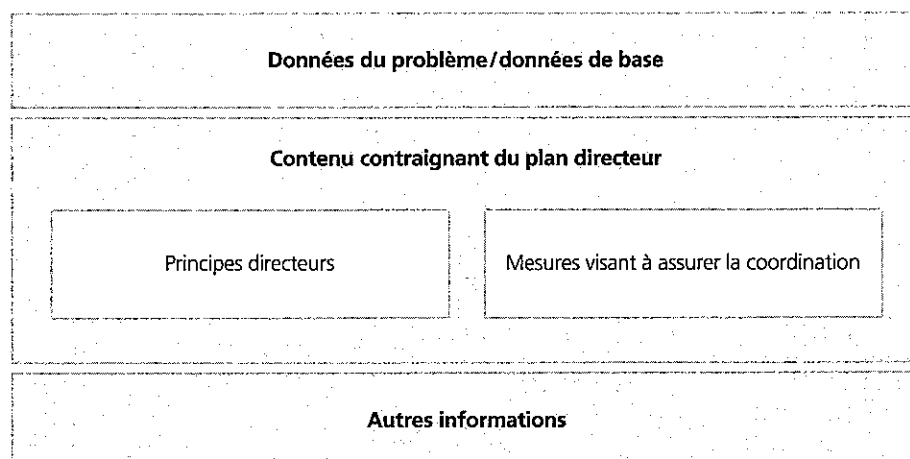 Données du problème/données de base
Contenu contraignant du plan directeur
Principes directeurs
Mesures visant à assurer la coordination
Autres informations